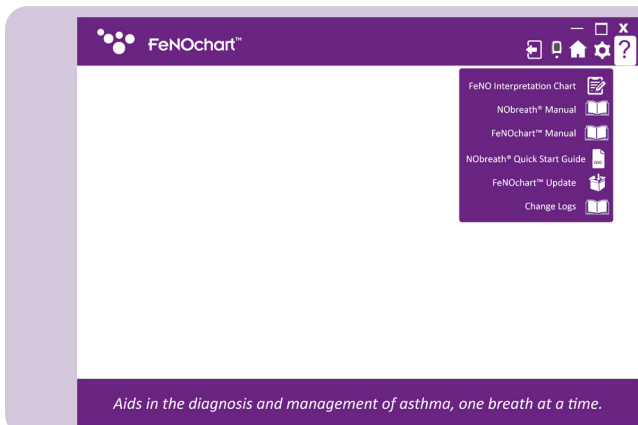 FeNOchart™
?
FeNO Interpretation Chart
NObreath® Manual
FeNOchart™ Manual
NObreath® Quick Start Guide
FeNOchart™ Update
Change Logs
Aids in the diagnosis and management of asthma, one breath at a time.